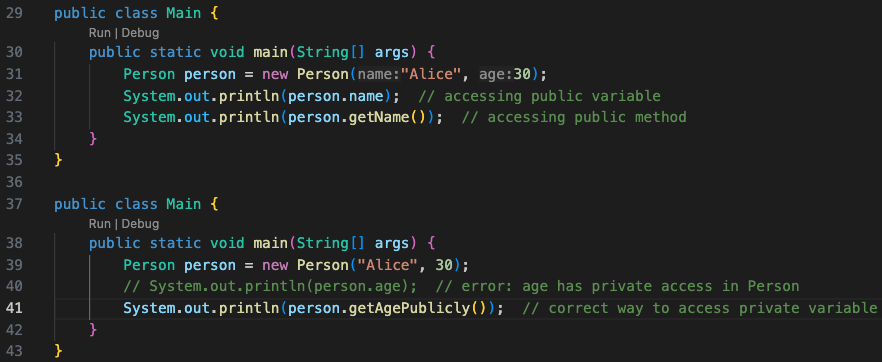 29 public class Main {
Run | Debug
30 public static void main(String[] args) {
31 Person person = new Person(name:"Alice", age:30);
32 System.out.println(person.name);  // accessing public variable
33 System.out.println(person.getName());  // accessing public method
34 }
35 }
36
37 public class Main {
Run | Debug
38 public static void main(String[] args) {
39 Person person = new Person("Alice", 30);
40 // System.out.println(person.age);  // error: age has private access in Person
41 System.out.println(person.getAgePublicly());  // correct way to access private variable
42 }
43 }